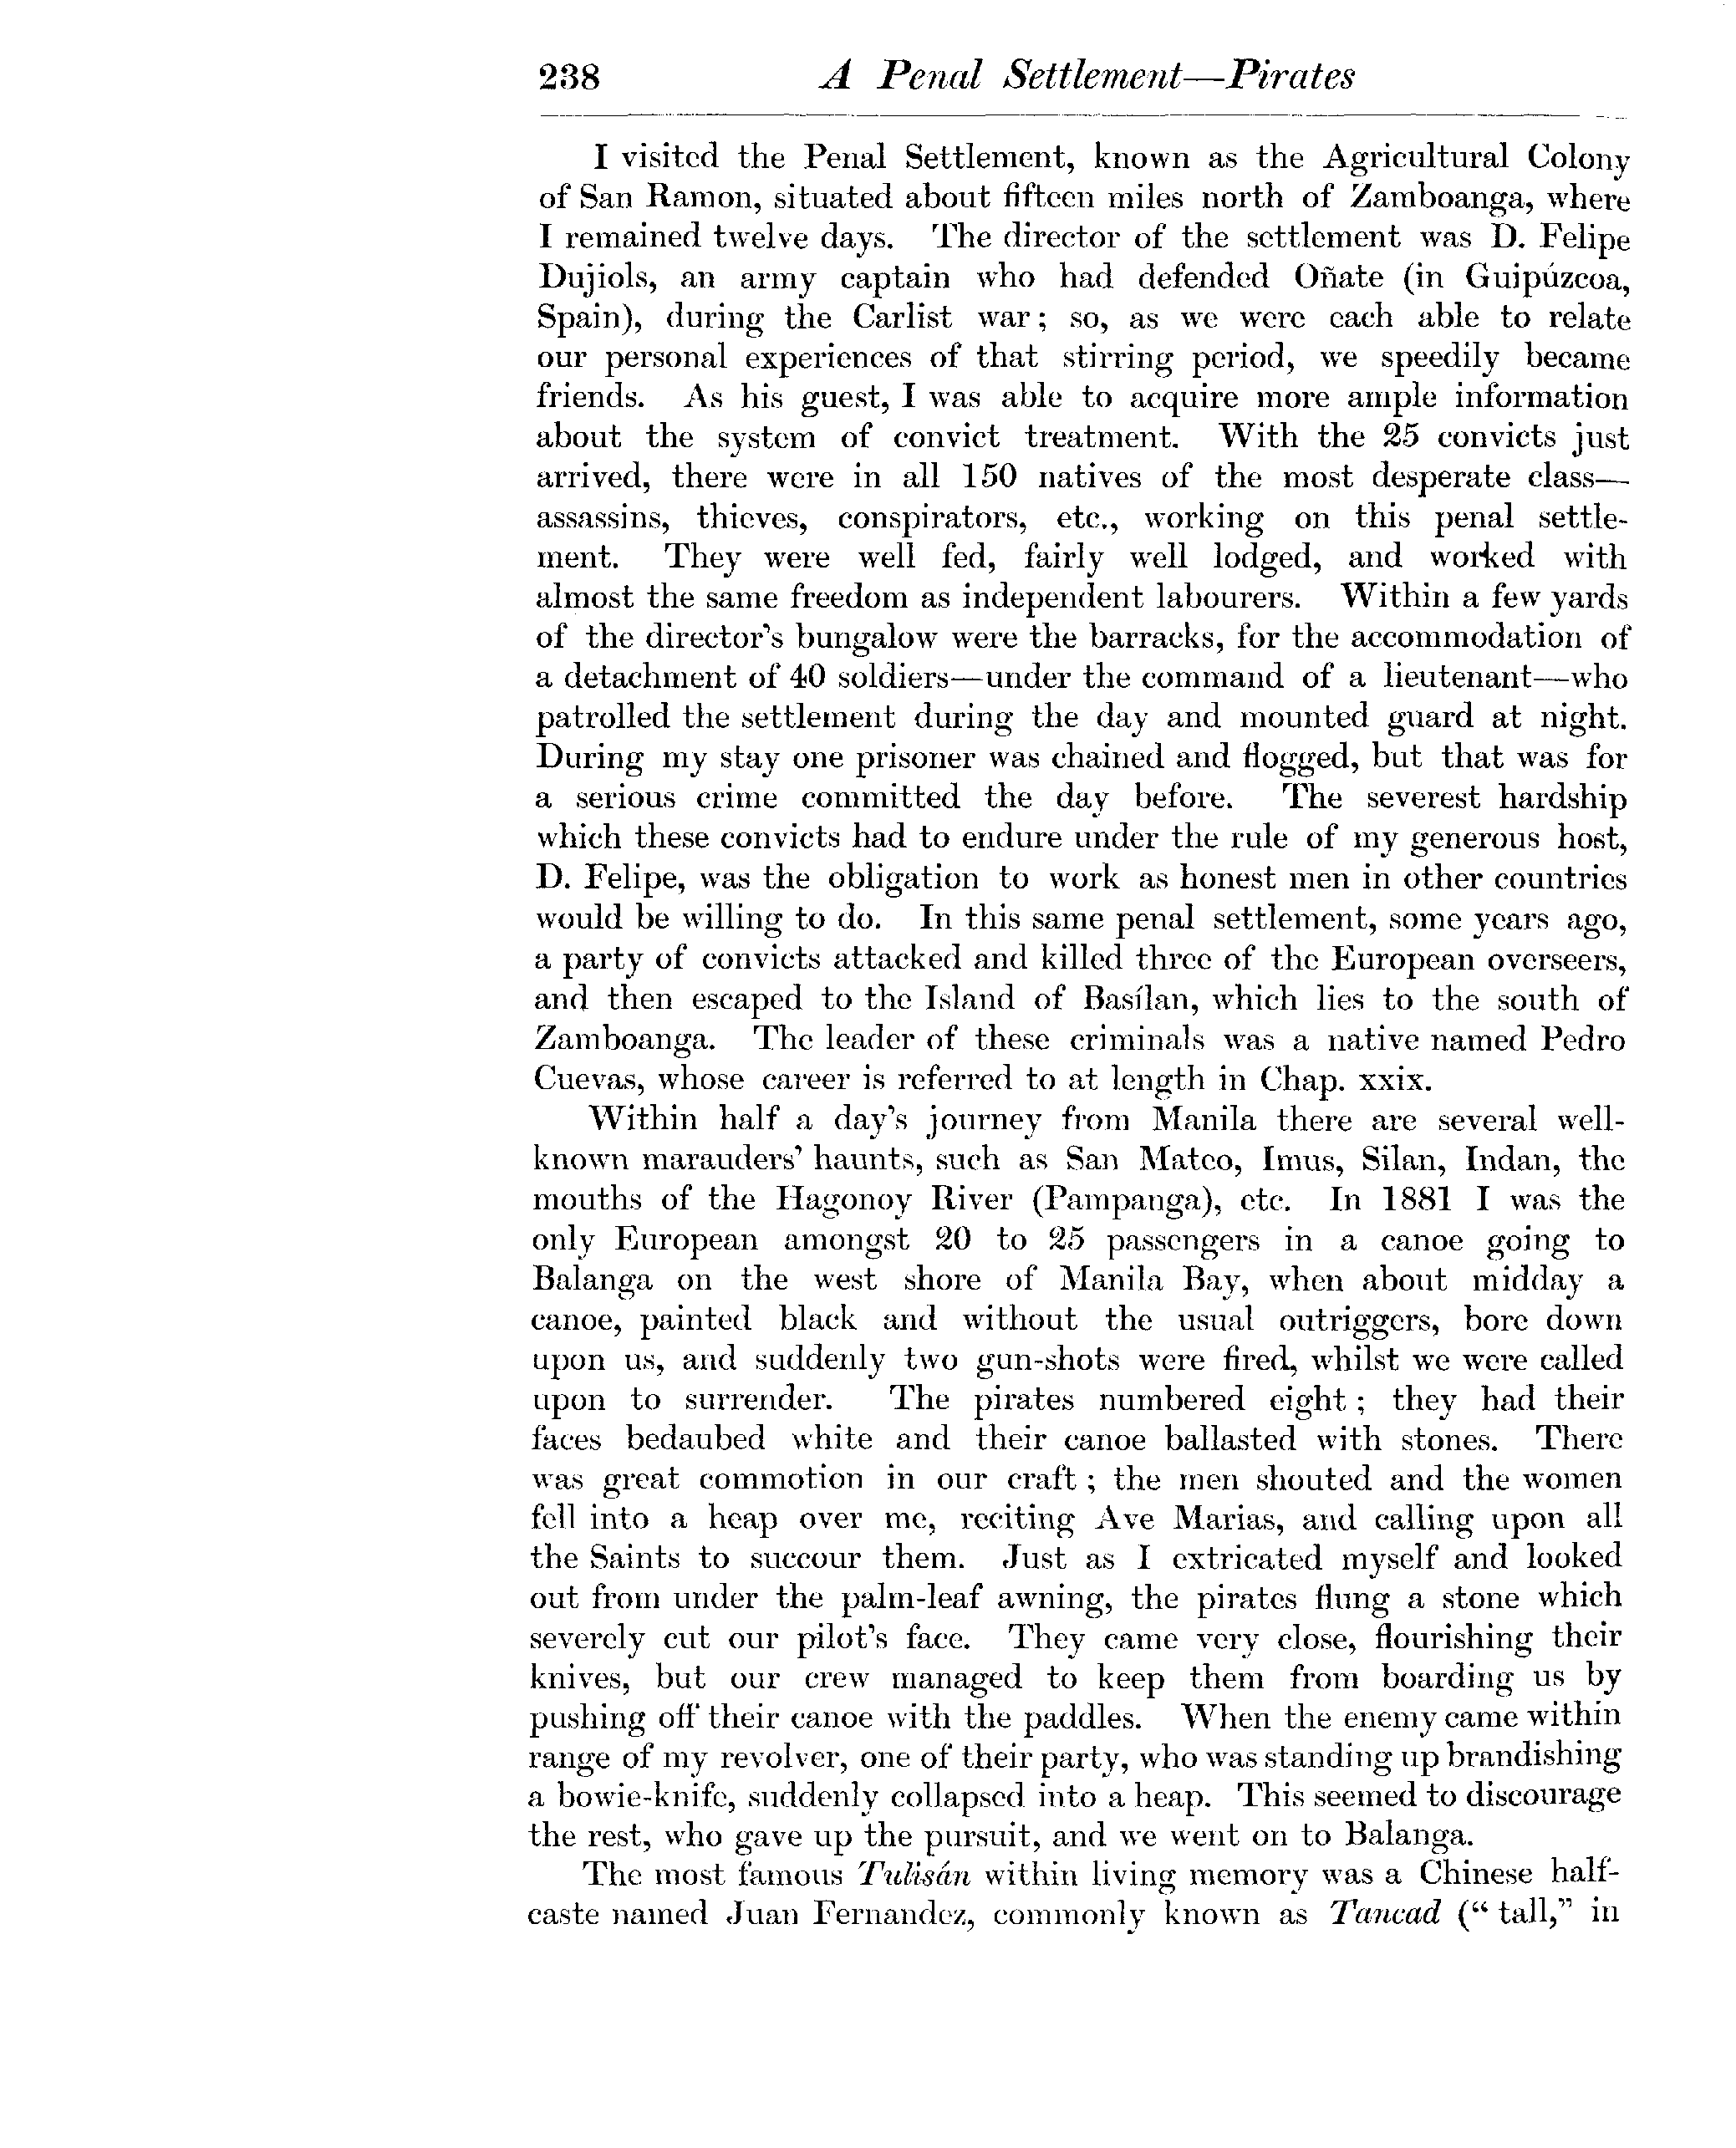 238 A Penal Settlement—Pirates
I visited the Penal Settlement, known as the Agricultural Colony
of San Ramon, situated about fifteen miles north of Zamboanga, where
I remained twelve days. The director of the settlement was D. Felipe
Dujiols, an army captain who had defended Oñate (in Guipúzcoa,
Spain), during the Carlist war; so, as we were each able to relate
our personal experiences of that stirring period, we speedily became
friends. As his guest, I was able to acquire more ample information
about the system of convict treatment. With the 25 convicts just
arrived, there were in all 150 natives of the most desperate class—
assassins, thieves, conspirators, etc., working on this penal settle-
ment. They were well fed, fairly well lodged, and worked with
almost the same freedom as independent labourers. Within a few yards
of the director's bungalow were the barracks, for the accommodation of
a detachment of 40 soldiers—under the command of a lieutenant—who
patrolled the settlement during the day and mounted guard at night.
During my stay one prisoner was chained and flogged, but that was for
a serious crime committed the day before. The severest hardship
which these convicts had to endure under the rule of my generous host,
D. Felipe, was the obligation to work as honest men in other countries
would be willing to do. In this same penal settlement, some years ago,
a party of convicts attacked and killed three of the European overseers,
and then escaped to the Island of Basílan, which lies to the south of
Zamboanga. The leader of these criminals was a native named Pedro
Cuevas, whose career is referred to at length in Chap. xxix.
Within half a day's journey from Manila there are several well-
known marauders' haunts, such as San Mateo, Imus, Silan, Indan, the
mouths of the Hagonoy River (Pampanga), etc. In 1881 I was the
only European amongst 20 to 25 passengers in a canoe going to
Balanga on the west shore of Manila Bay, when about midday a
canoe, painted black and without the usual outriggers, bore down
upon us, and suddenly two gun-shots were fired, whilst we were called
upon to surrender. The pirates numbered eight; they had their
faces bedaubed white and their canoe ballasted with stones. There
was great commotion in our craft; the men shouted and the women
fell into a heap over me, reciting Ave Marias, and calling upon all
the Saints to succour them. Just as I extricated myself and looked
out from under the palm-leaf awning, the pirates flung a stone which
severely cut our pilot's face. They came very close, flourishing their
knives, but our crew managed to keep them from boarding us by
pushing off their canoe with the paddles. When the enemy came within
range of my revolver, one of their party, who was standing up brandishing
a bowie-knife, suddenly collapsed into a heap. This seemed to discourage
the rest, who gave up the pursuit, and we went on to Balanga.
The most famous Tulisán within living memory was a Chinese half-
caste named Juan Fernandez, commonly known as Tancad (“tall,” in